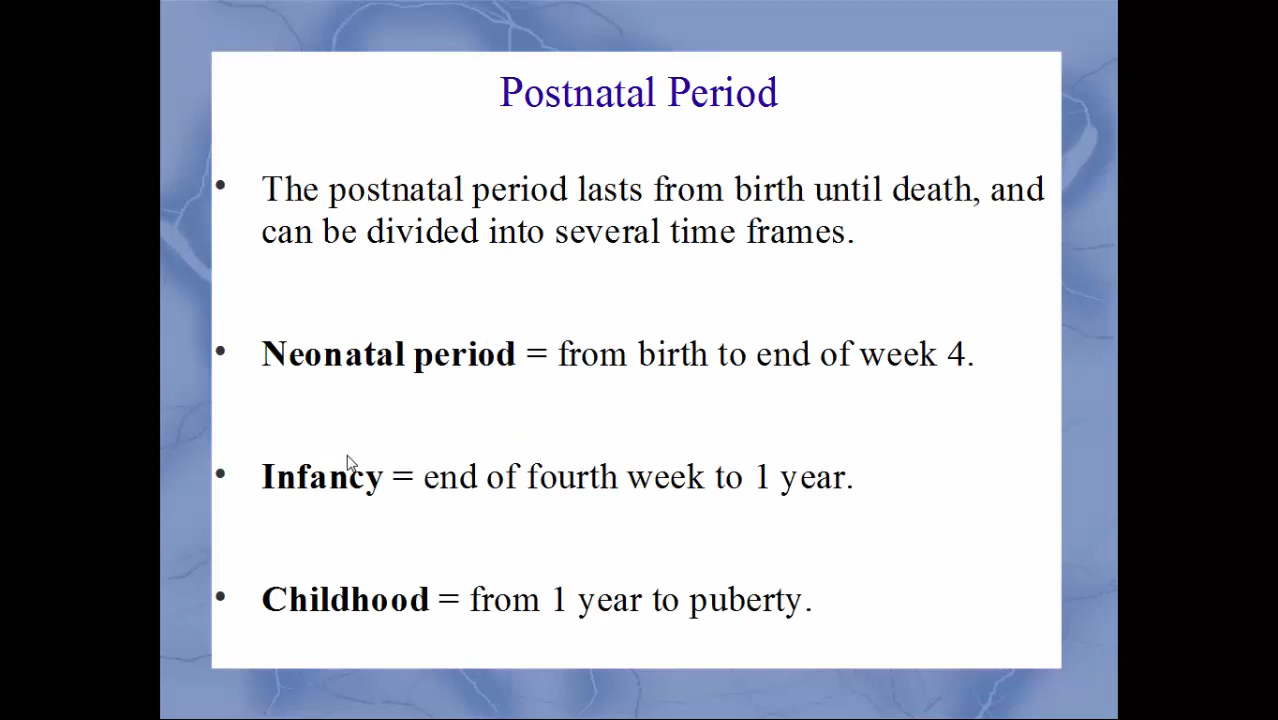 Postnatal Period
• The postnatal period lasts from birth until death, and
can be divided into several time frames.
• Neonatal period = from birth to end of week 4.
• Infancy = end of fourth week to 1 year.
• Childhood = from 1 year to puberty.